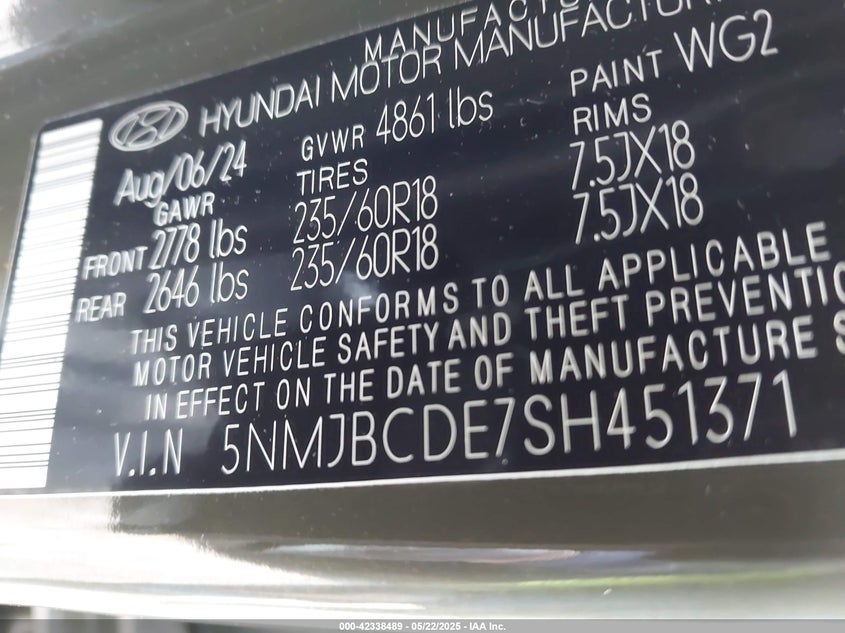 MANUFACTU
HYUNDAI MOTOR MANUFACTUR
Aug/06/24 GVWR 4861 lbs PAINT WG2
GAWR TIRES RIMS
FRONT 2778 lbs 235/60R18 7.5JX18
REAR 2646 lbs 235/60R18 7.5JX18
THIS VEHICLE CONFORMS TO ALL APPLICABLE
MOTOR VEHICLE SAFETY AND THEFT PREVENTIO
IN EFFECT ON THE DATE OF MANUFACTURE S
V.I.N 5NMJBCDE7SH451371
000-42338489 - 05/22/2025 - IAA Inc.